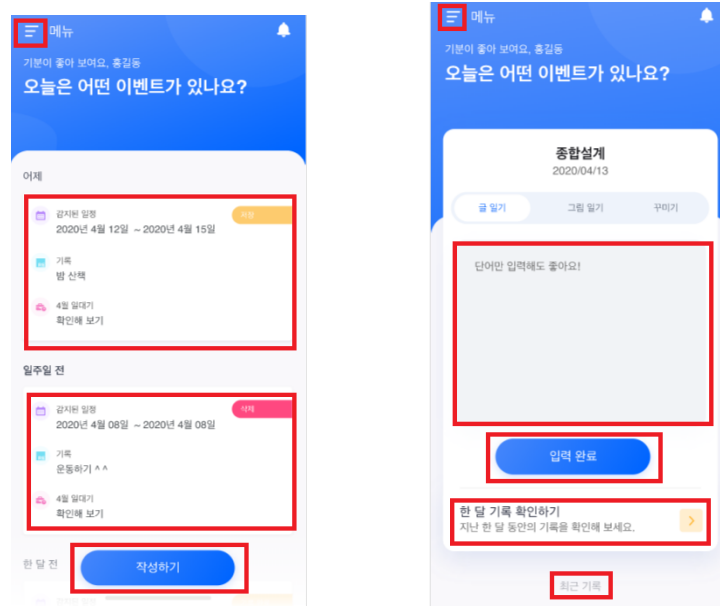 메뉴
기분이 좋아 보여요, 홍길동
오늘은 어떤 이벤트가 있나요?
어제
감지된 일정
2020년 4월 12일 ~ 2020년 4월 15일
기록
밤 산책
4월 일대기
확인해 보기
일주일 전
감지된 일정
삭제
2020년 4월 08일 ~ 2020년 4월 08일
기록
운동하기 ^ ^
4월 일대기
확인해 보기
한 달 전
작성하기
메뉴
기분이 좋아 보여요, 홍길동
오늘은 어떤 이벤트가 있나요?
종합설계
2020/04/13
글 일기
그림 일기
꾸미기
단어만 입력해도 좋아요!
입력 완료
한 달 기록 확인하기
지난 한 달 동안의 기록을 확인해 보세요.
최근 기록